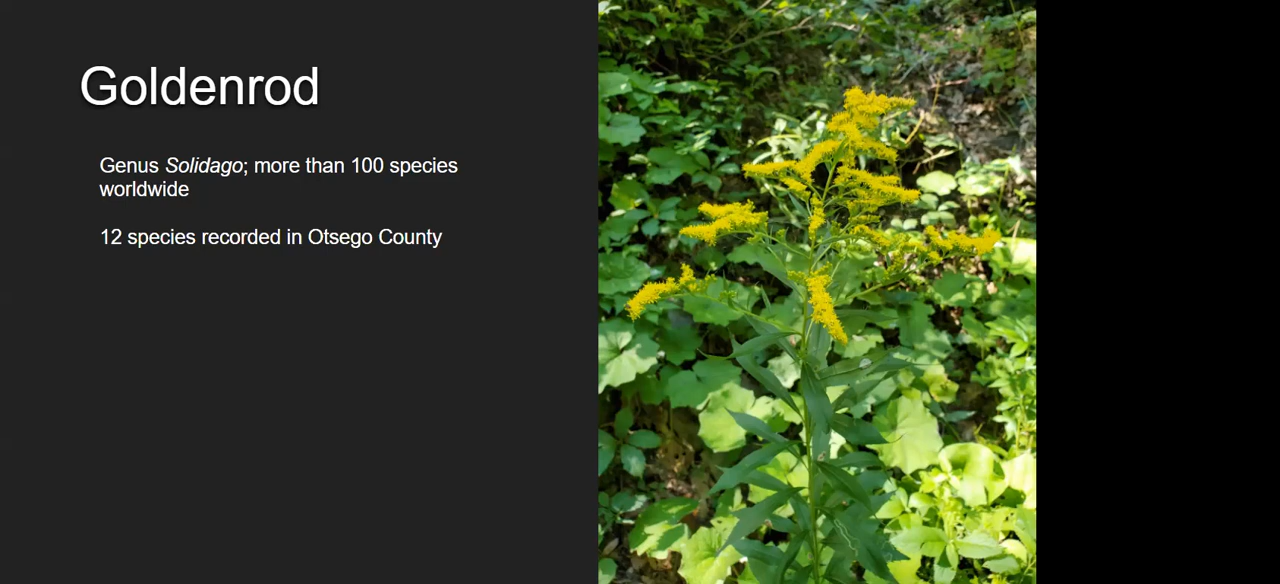 Goldenrod
Genus Solidago; more than 100 species
worldwide
12 species recorded in Otsego County